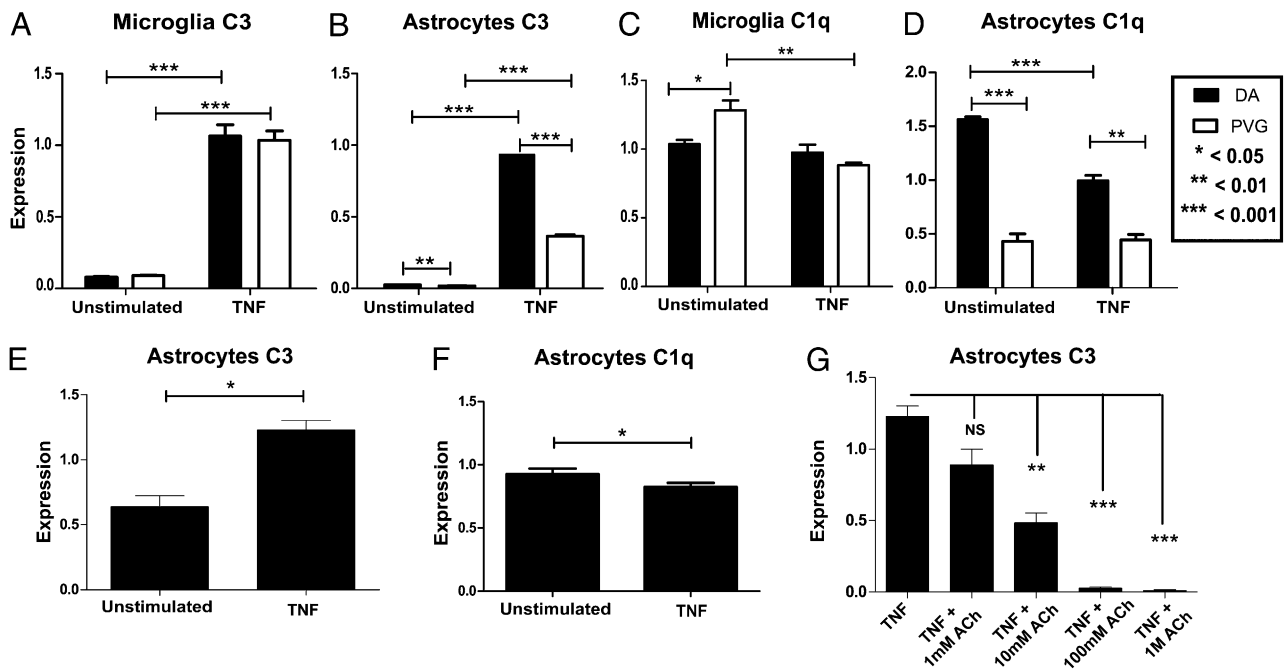 A
Microglia C3
***
***
Expression
1.5
1.0
0.5
0.0
Unstimulated
TNF
B
Astrocytes C3
***
***
***
**
1.5
1.0
0.5
0.0
Unstimulated
TNF
C
Microglia C1q
**
*
1.5
1.0
0.5
0.0
Unstimulated
TNF
D
Astrocytes C1q
***
***
**
2.0
1.5
1.0
0.5
0.0
Unstimulated
TNF
DA
PVG
* < 0.05
** < 0.01
*** < 0.001
E
Astrocytes C3
*
Expression
1.5
1.0
0.5
0.0
Unstimulated
TNF
F
Astrocytes C1q
*
Expression
1.5
1.0
0.5
0.0
Unstimulated
TNF
G
Astrocytes C3
NS
**
***
***
Expression
1.5
1.0
0.5
0.0
TNF
TNF +
1mM ACh
TNF +
10mM ACh
TNF +
100mM ACh
TNF +
1M ACh